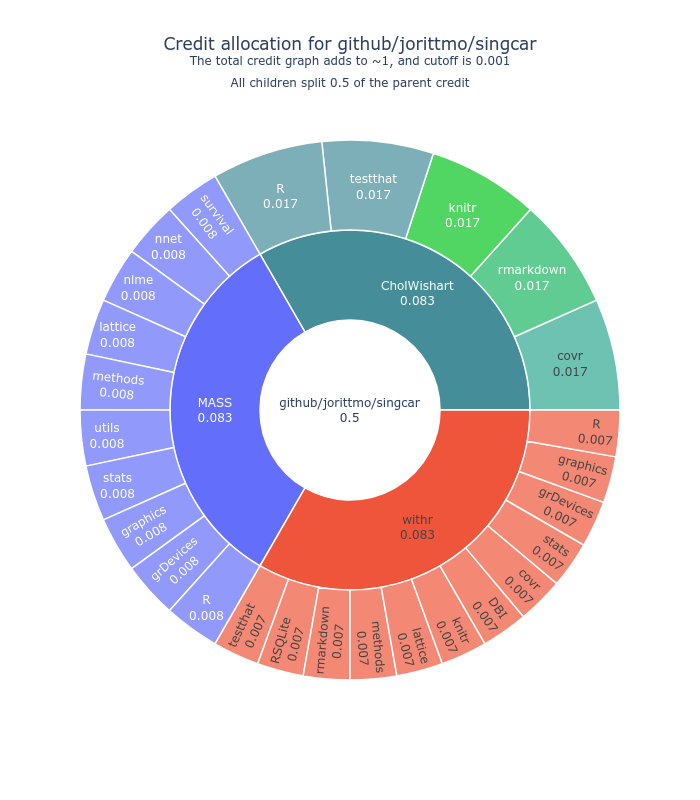 Credit allocation for github/jorittmo/singcar
The total credit graph adds to ~1, and cutoff is 0.001
All children split 0.5 of the parent credit
github/jorittmo/singcar
0.5
CholWishart
0.083
MASS
0.083
withr
0.083
R
0.017
testthat
0.017
knitr
0.017
rmarkdown
0.017
covr
0.017
survival
0.008
nnet
0.008
nlme
0.008
lattice
0.008
methods
0.008
utils
0.008
stats
0.008
graphics
0.008
grDevices
0.008
R
0.008
R
0.007
graphics
0.007
grDevices
0.007
stats
0.007
covr
0.007
DBI
0.007
knitr
0.007
lattice
0.007
methods
0.007
rmarkdown
0.007
RSQLite
0.007
testthat
0.007